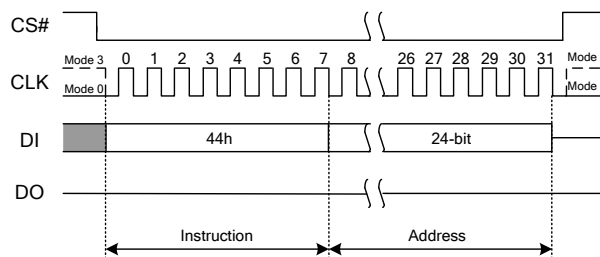 CS#
Mode 3 0 1 2 3 4 5 6 7 8 26 27 28 29 30 31 Mode
CLK Mode 0 Mode
DI 44h 24-bit
DO
Instruction Address